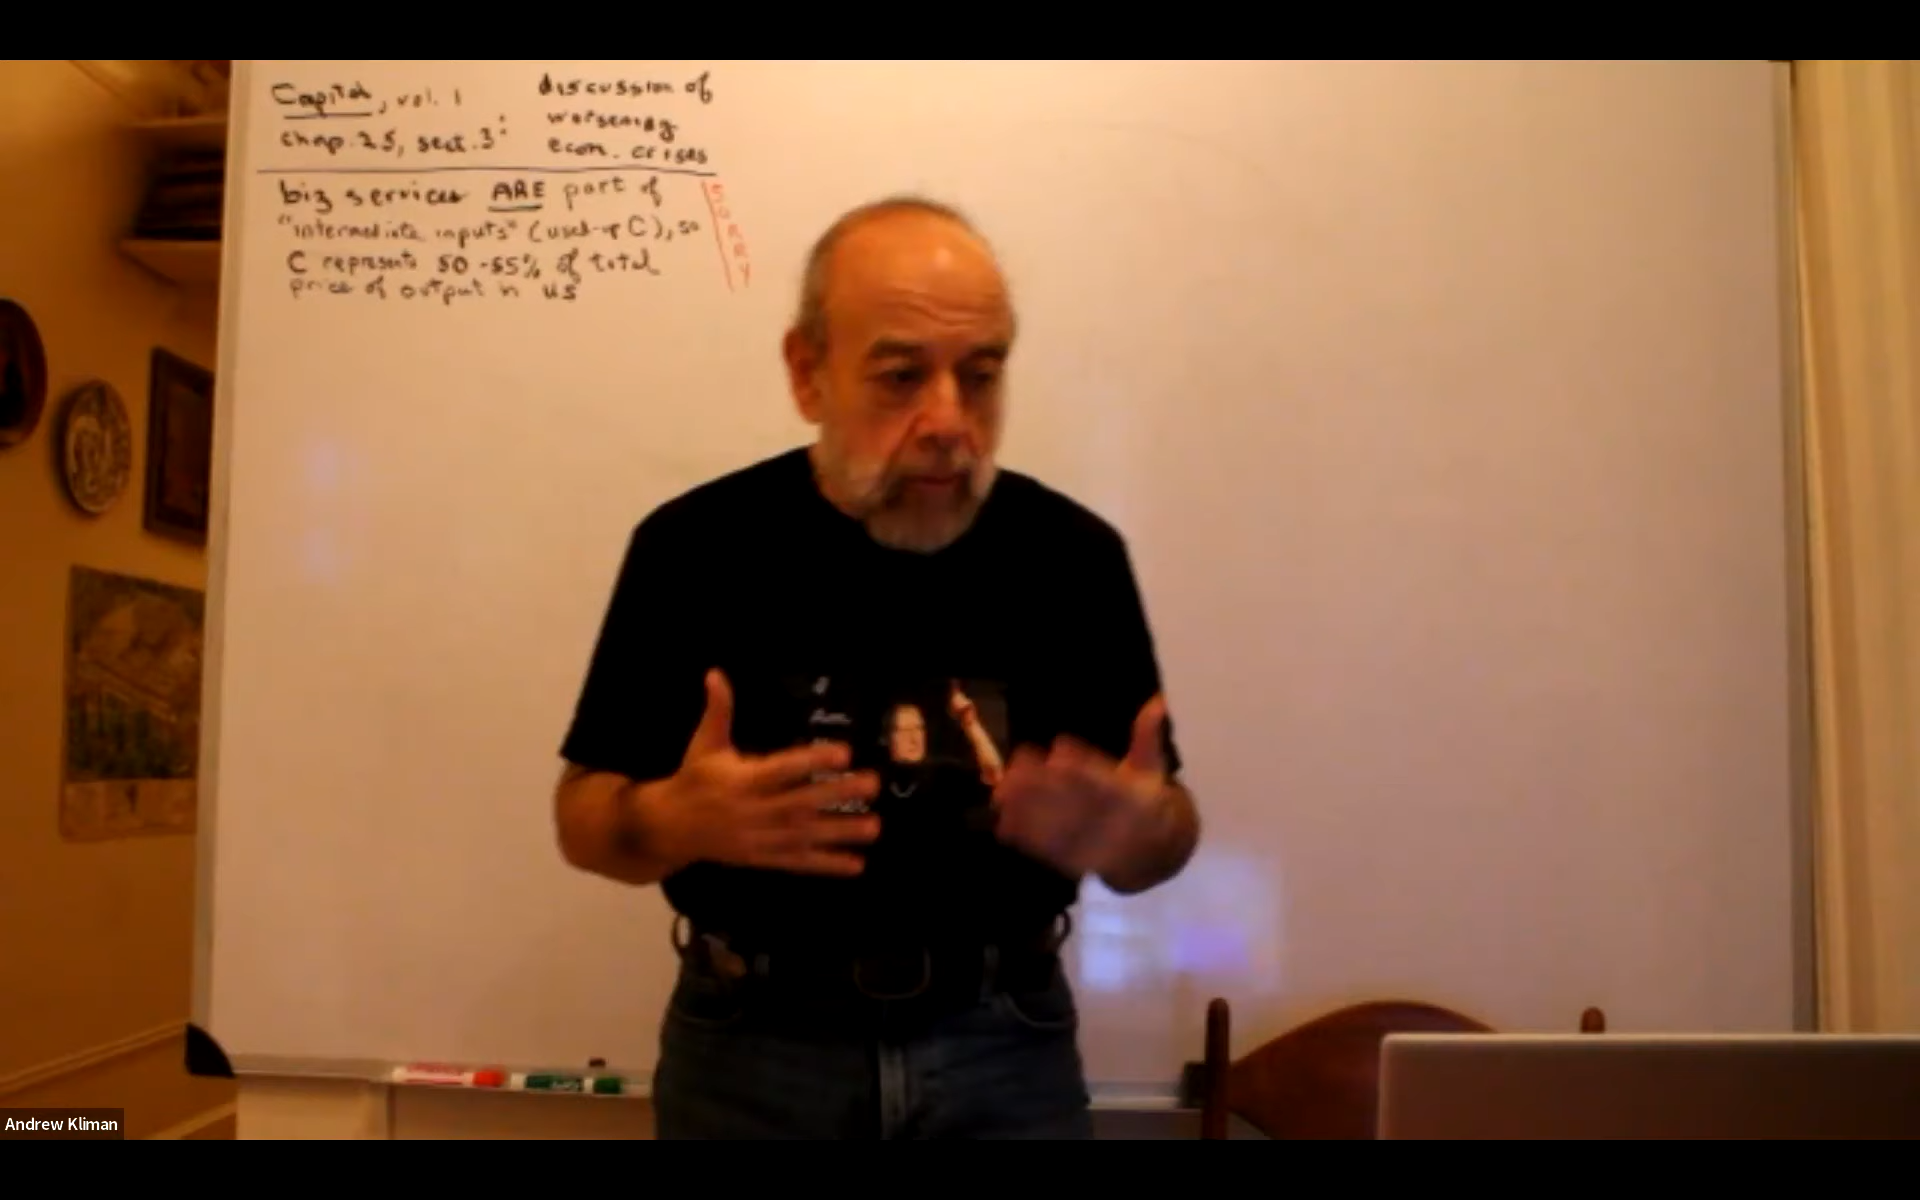 Capital, vol. 1
chap. 25, sect. 3:
discussion of
worsening
econ. crises
biz services ARE part of
"intermediate inputs" (used-up C), so
C represents 50-55% of total
price of output in US
SORRY
Andrew Kliman